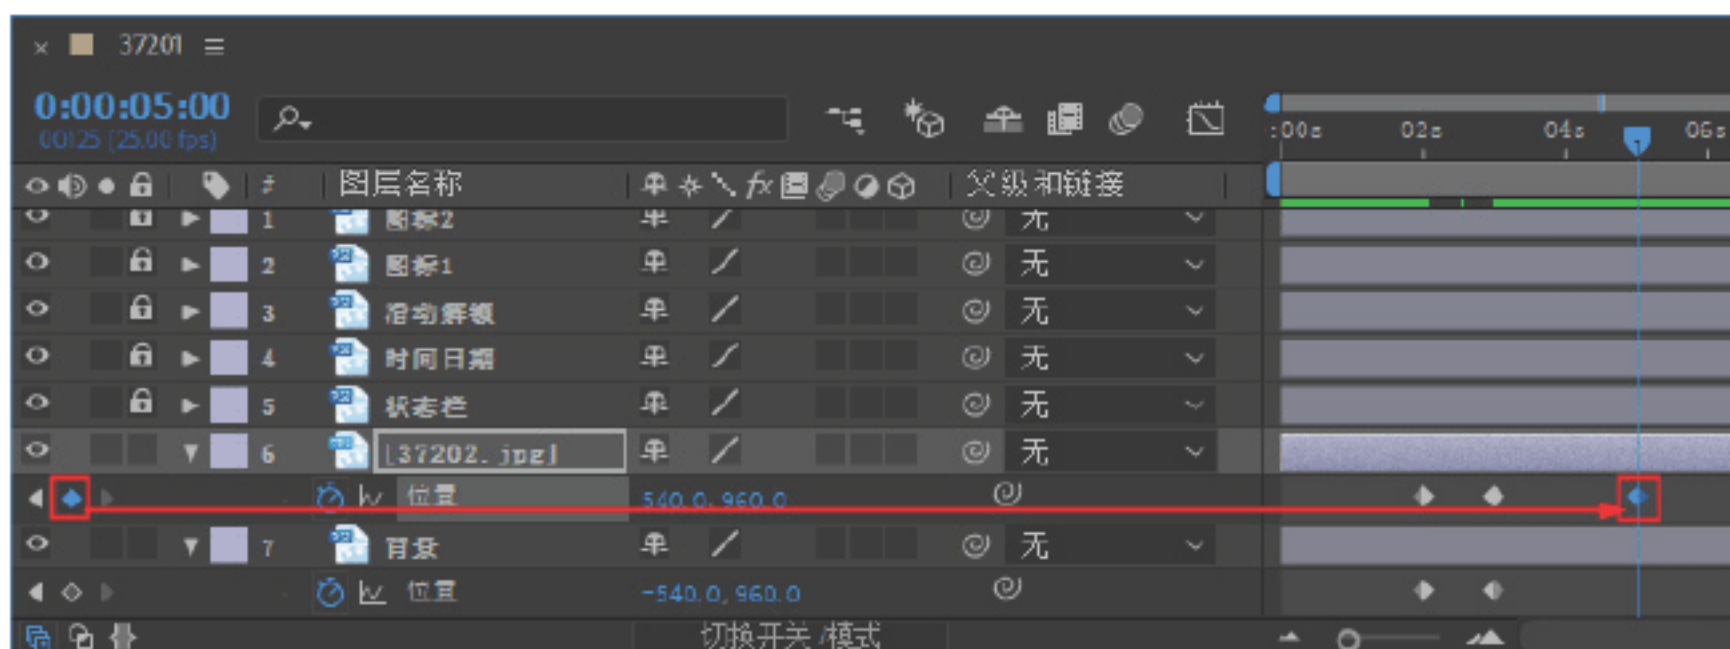 37201
0:00:05:00
00125 (25.00 fps)
:00s 02s 04s 06s
# 图层名称 fx 父级和链接
1 图标2 无
2 图标1 无
3 滑动解锁 无
4 时间日期 无
5 状态栏 无
6 [37202.jpg] 无
位置 540.0, 960.0
7 背景 无
位置 -540.0, 960.0
切换开关/模式